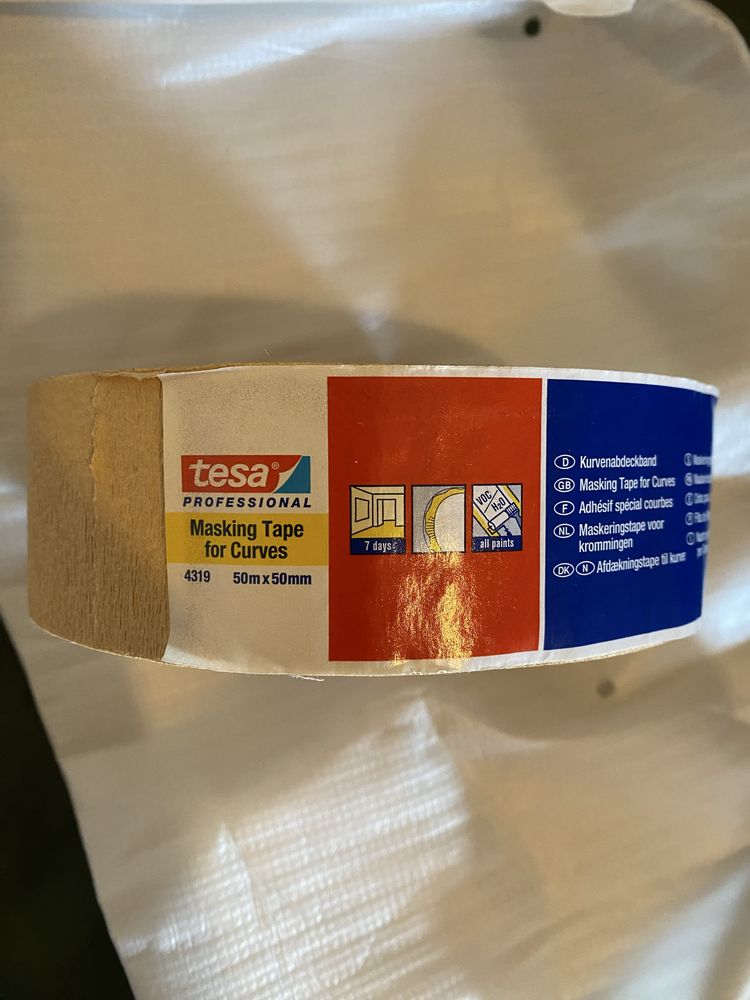 tesa®
PROFESSIONAL
Masking Tape
for Curves
4319 50m x 50mm
7 days
VOC
H2O
all paints
D Kurvenabdeckband
GB Masking Tape for Curves
F Adhésif spécial courbes
NL Maskeringstape voor
krommingen
DK N Afdækningstape til kurver